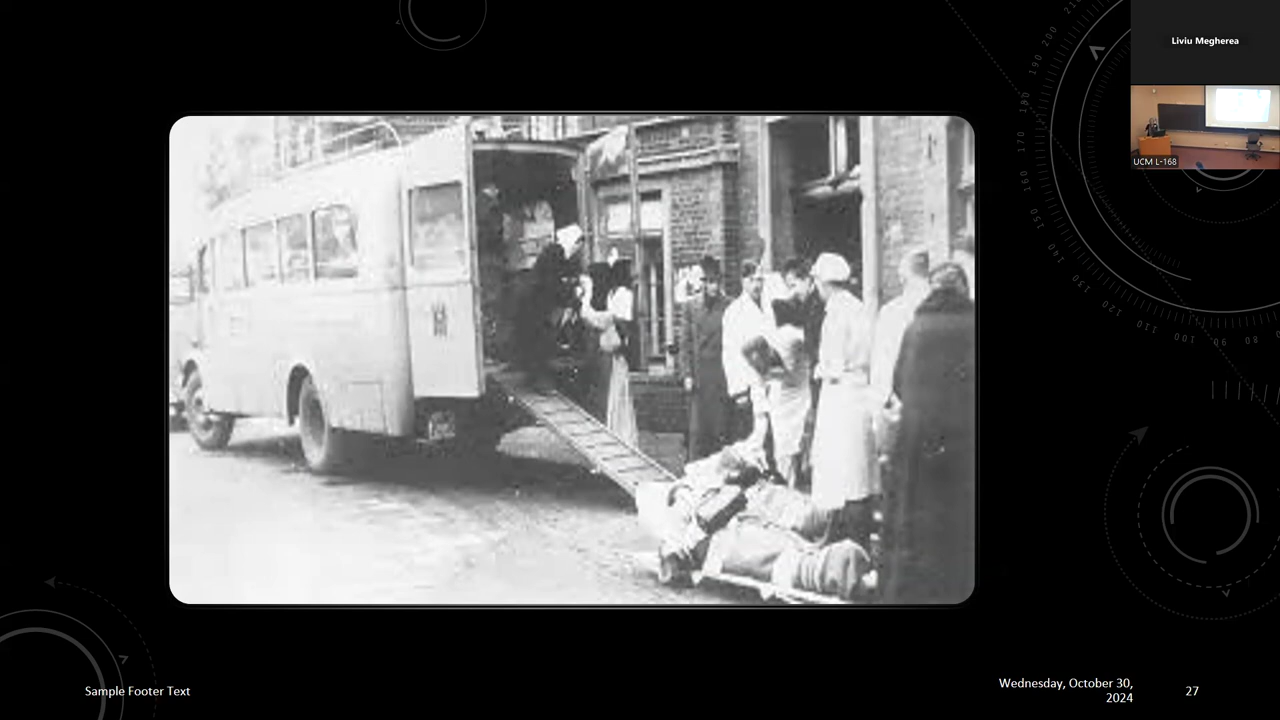 Liviu Megherea
UCM L-168
Sample Footer Text
Wednesday, October 30,
2024
27